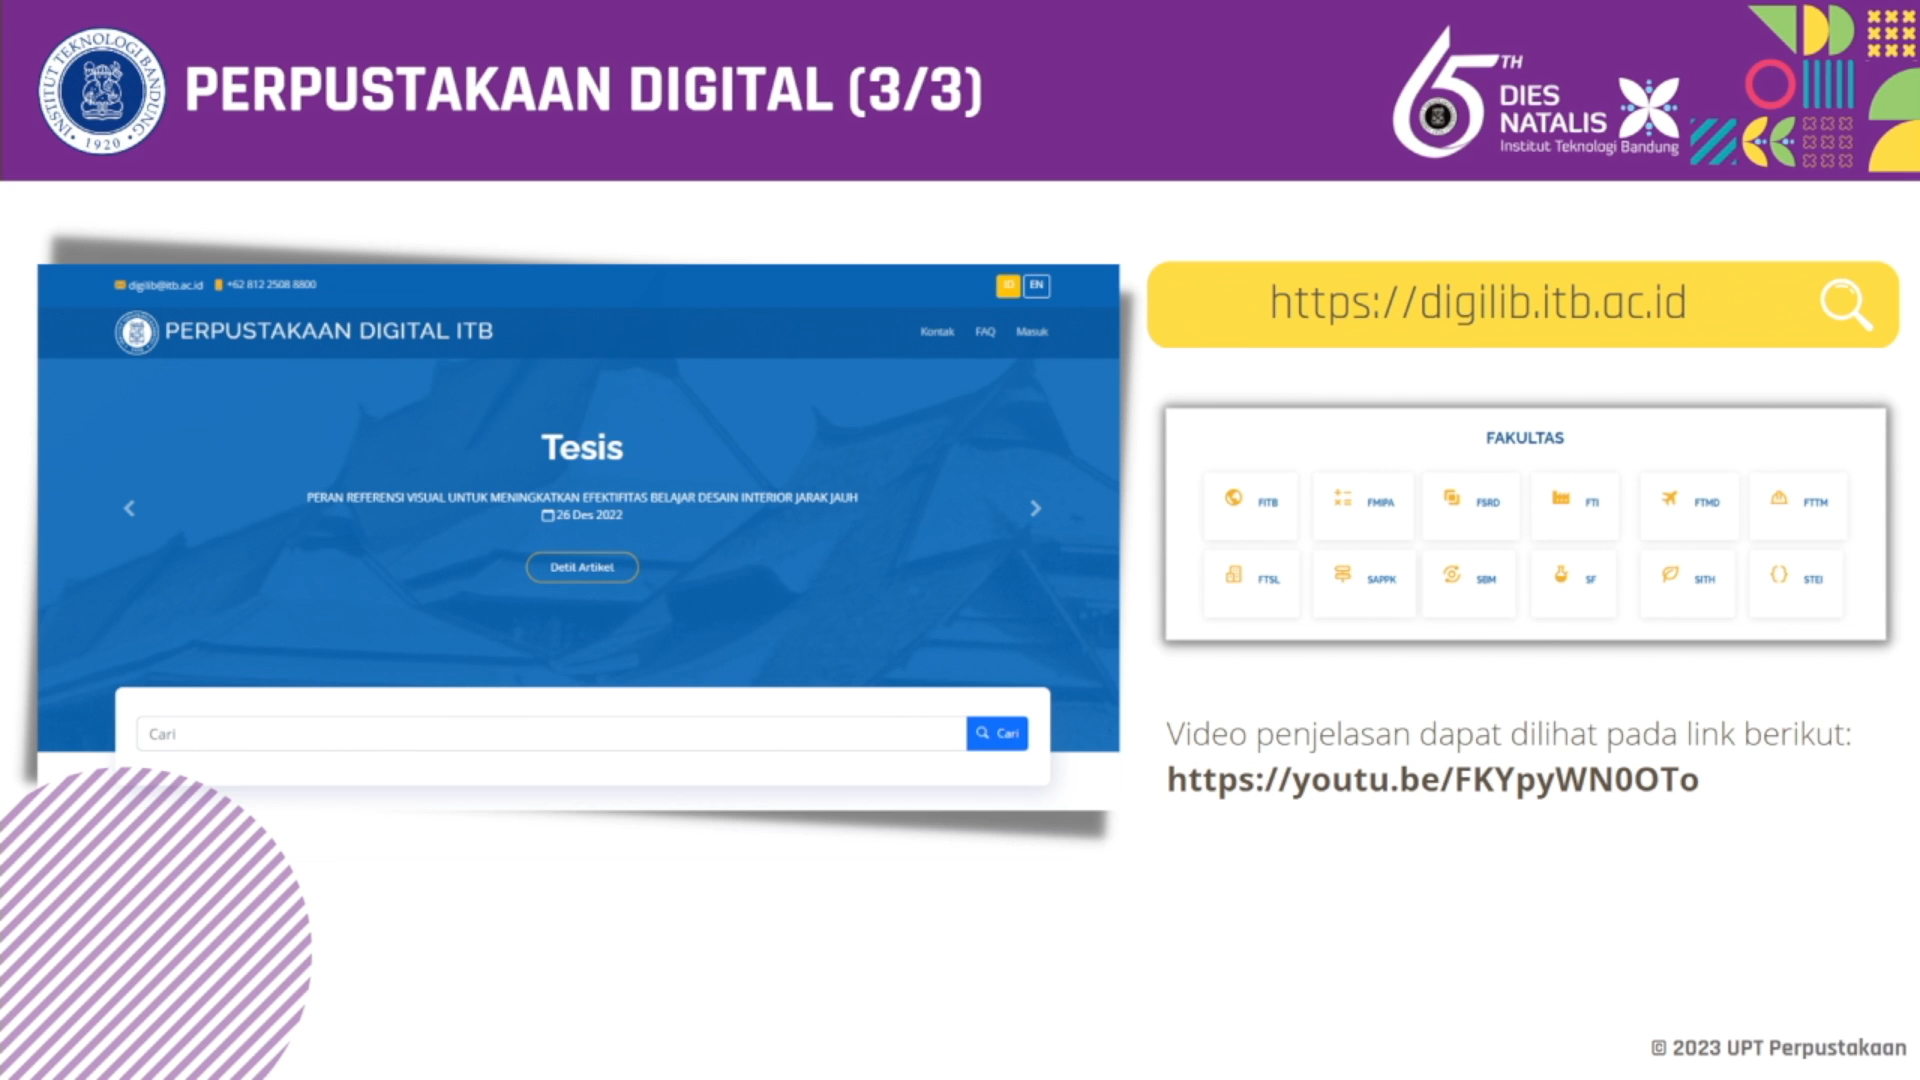 INSTITUT TEKNOLOGI BANDUNG
1920
PERPUSTAKAAN DIGITAL (3/3)
65TH
DIES
NATALIS
Institut Teknologi Bandung
digilib@itb.ac.id +62 812 2508 8800
ID EN
PERPUSTAKAAN DIGITAL ITB
Kontak FAQ Masuk
Tesis
PERAN REFERENSI VISUAL UNTUK MENINGKATKAN EFEKTIFITAS BELAJAR DESAIN INTERIOR JARAK JAUH
26 Des 2022
Detil Artikel
Cari Cari
https://digilib.itb.ac.id
FAKULTAS
FITB FMIPA FSRD FTI FTMD FTTM
FTSL SAPPK SBM SF SITH STEI
Video penjelasan dapat dilihat pada link berikut:
https://youtu.be/FKYpyWN0OTo
© 2023 UPT Perpustakaan